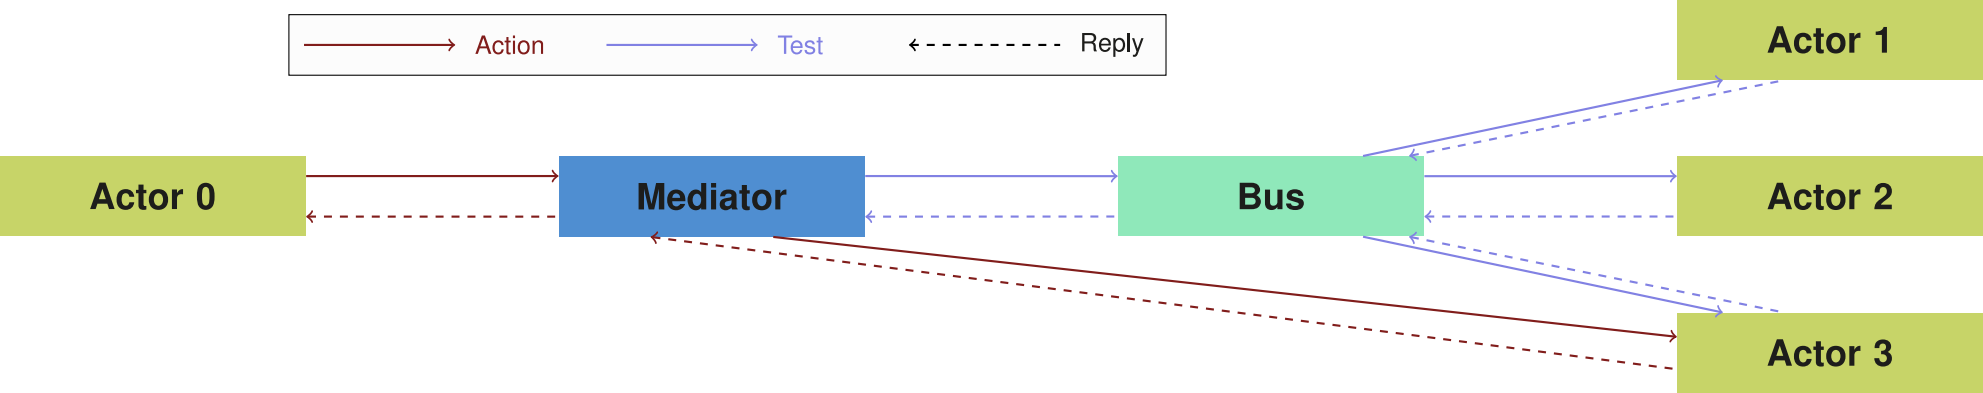 Action
Test
Reply
Actor 1
Actor 0
Mediator
Bus
Actor 2
Actor 3